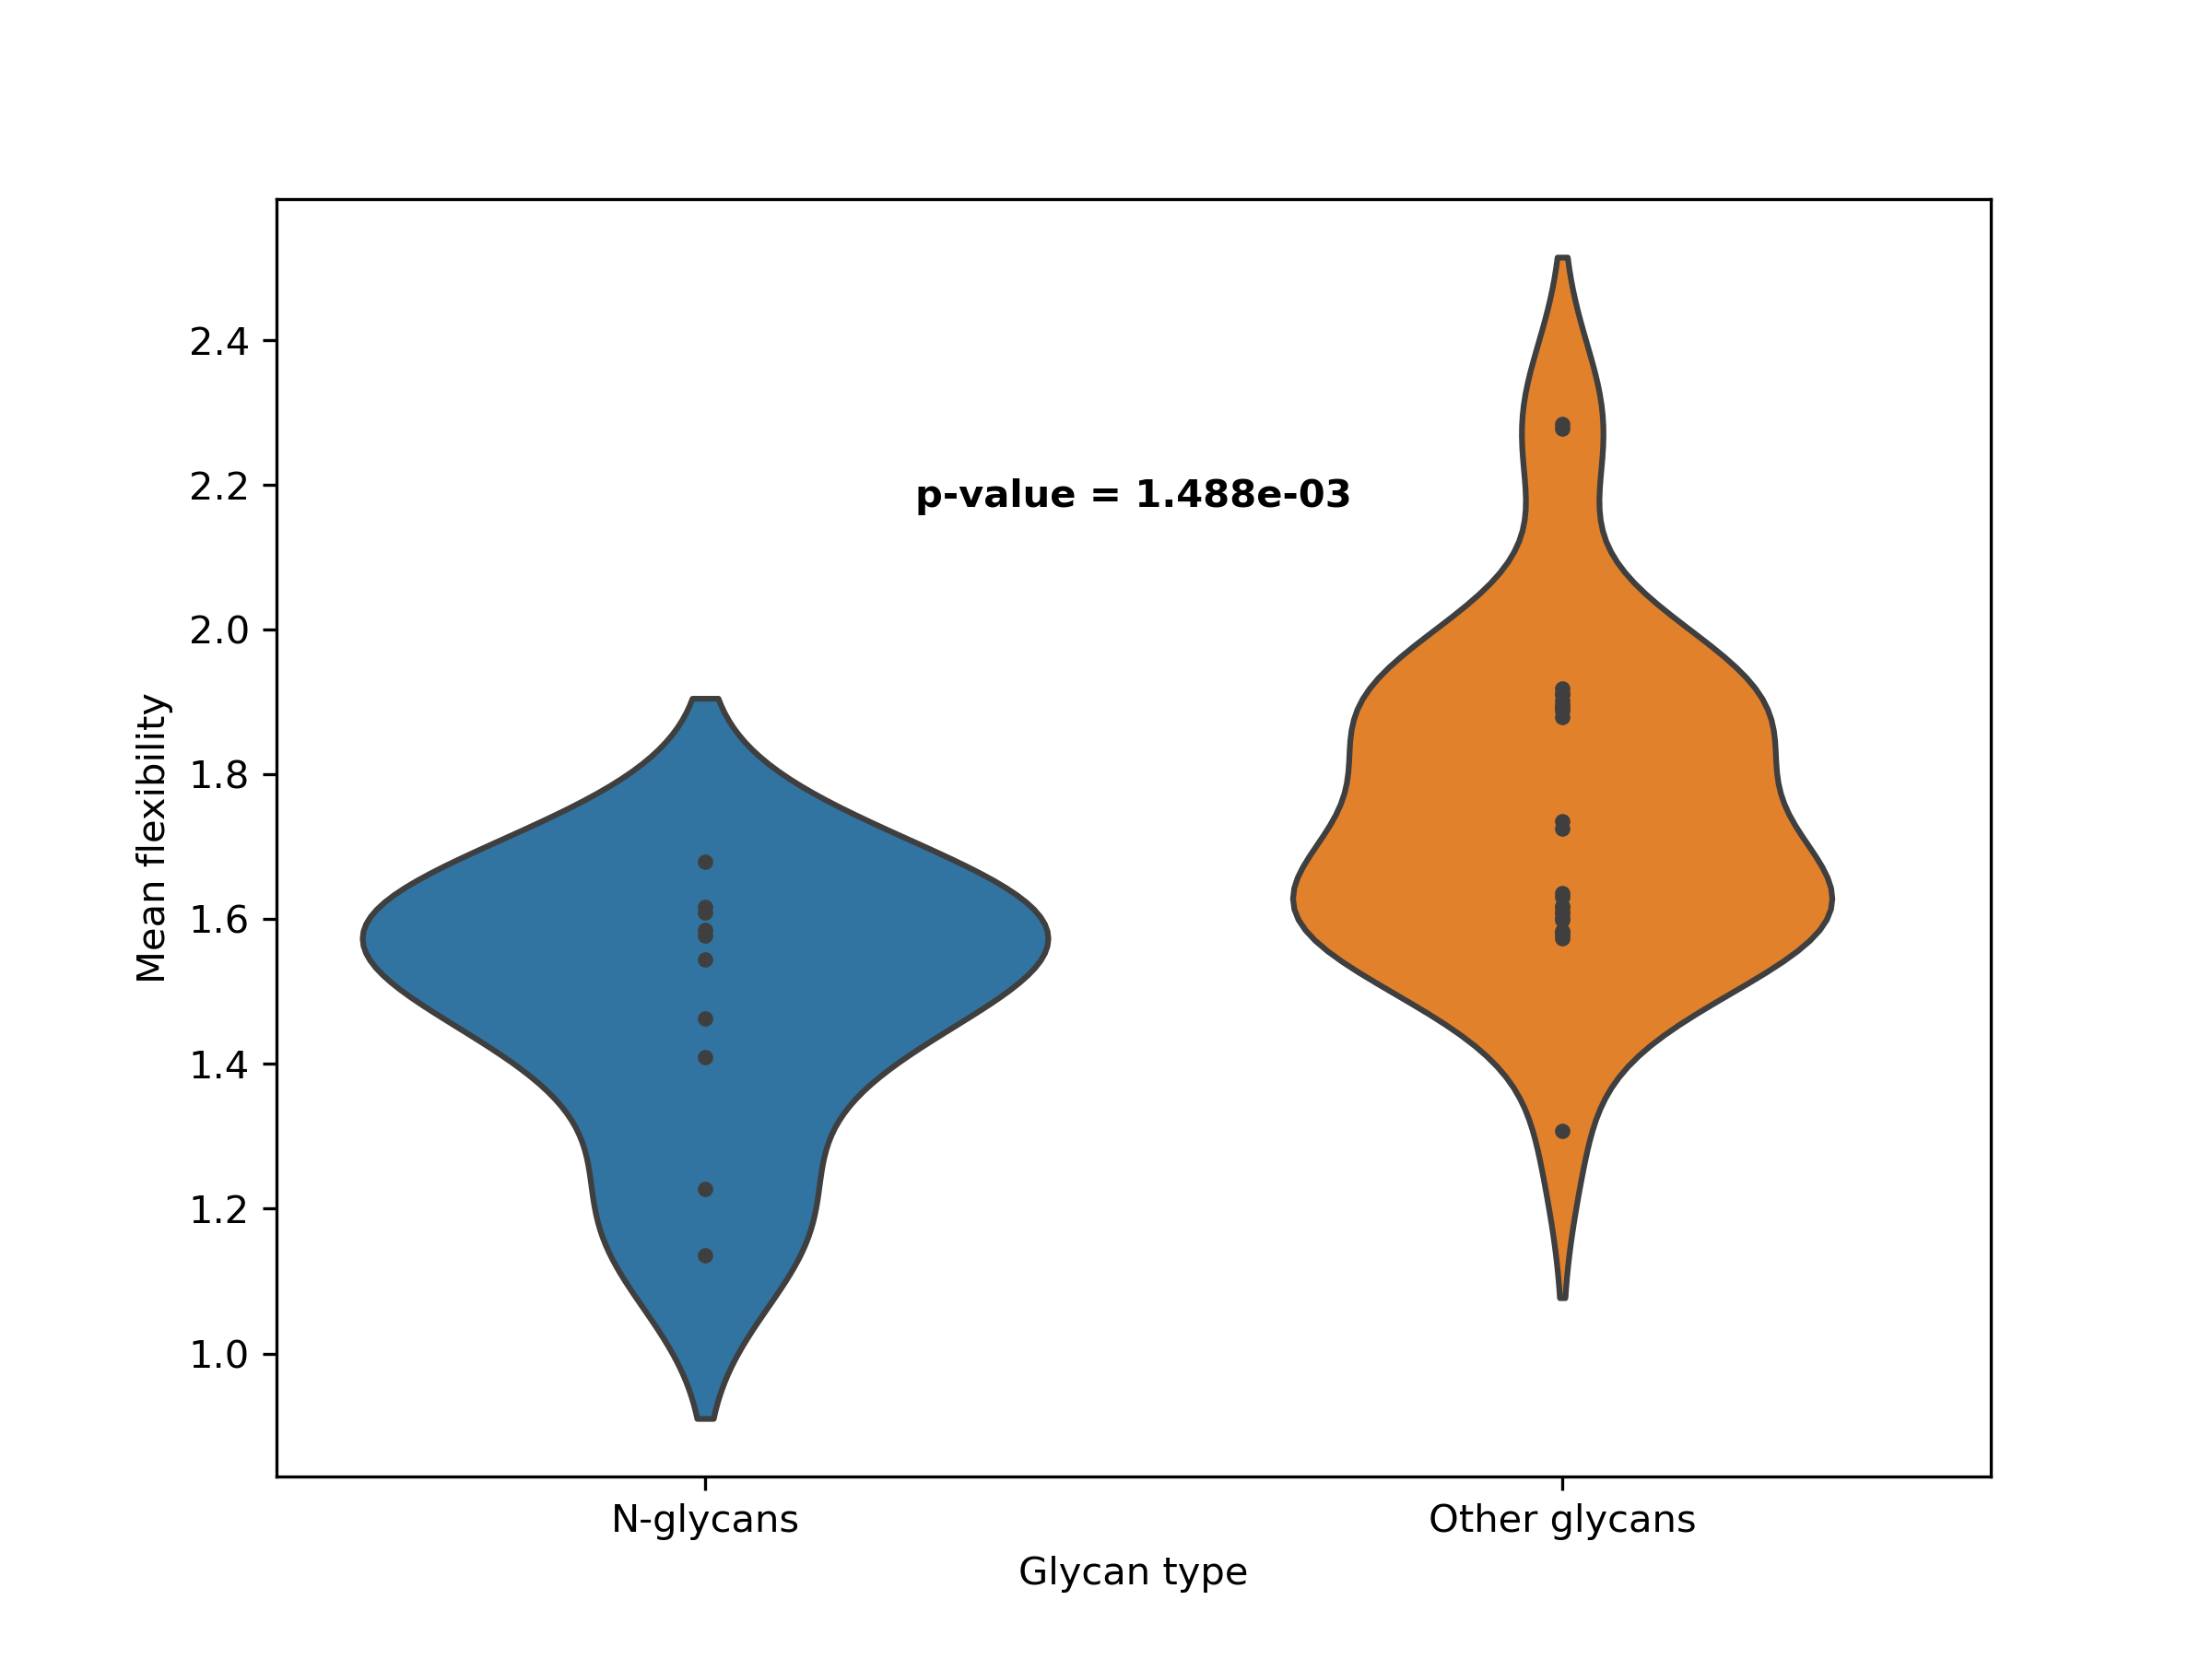 2.4
p-value = 1.488e-03
2.2
2.0
1.8
1.6
1.4
1.2
1.0
Mean flexibility
N-glycans
Other glycans
Glycan type